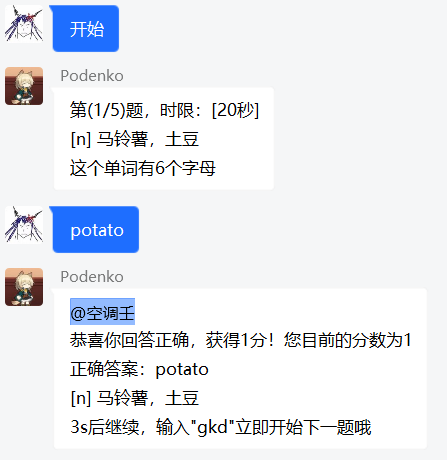 开始
Podenko
第(1/5)题，时限：[20秒]
[n] 马铃薯，土豆
这个单词有6个字母
potato
Podenko
@空调壬
恭喜你回答正确，获得1分！您目前的分数为1
正确答案：potato
[n] 马铃薯，土豆
3s后继续，输入"gkd"立即开始下一题哦